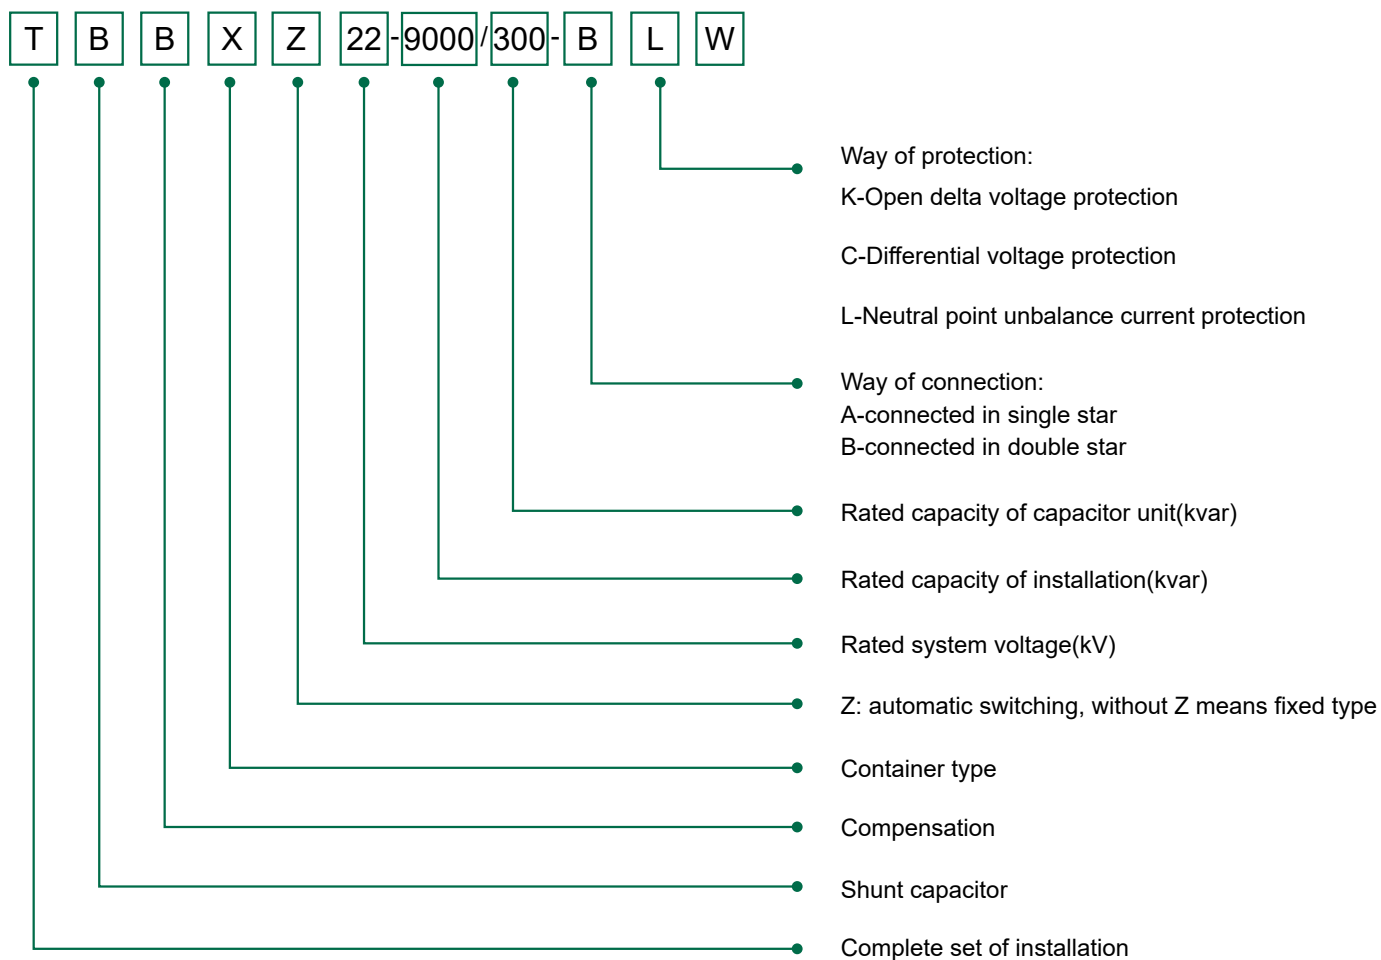 T B B X Z 22-9000/300-B L W
Way of protection:
K-Open delta voltage protection
C-Differential voltage protection
L-Neutral point unbalance current protection
Way of connection:
A-connected in single star
B-connected in double star
Rated capacity of capacitor unit(kvar)
Rated capacity of installation(kvar)
Rated system voltage(kV)
Z: automatic switching, without Z means fixed type
Container type
Compensation
Shunt capacitor
Complete set of installation